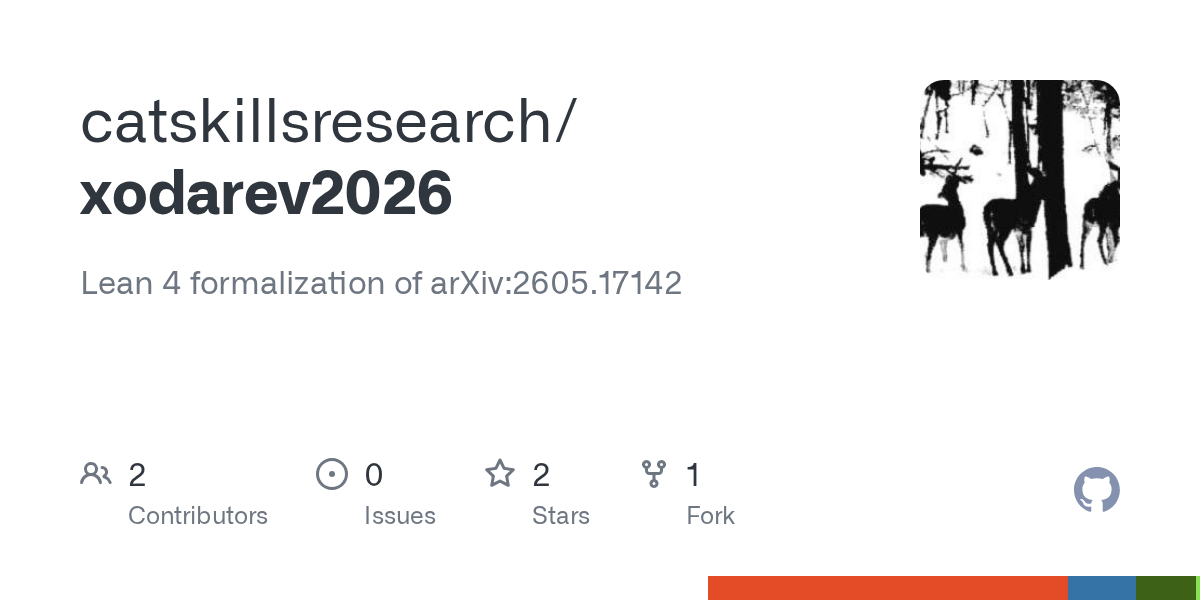 catskillsresearch/
xodarev2026
Lean 4 formalization of arXiv:2605.17142
2 0 2 1
Contributors Issues Stars Fork